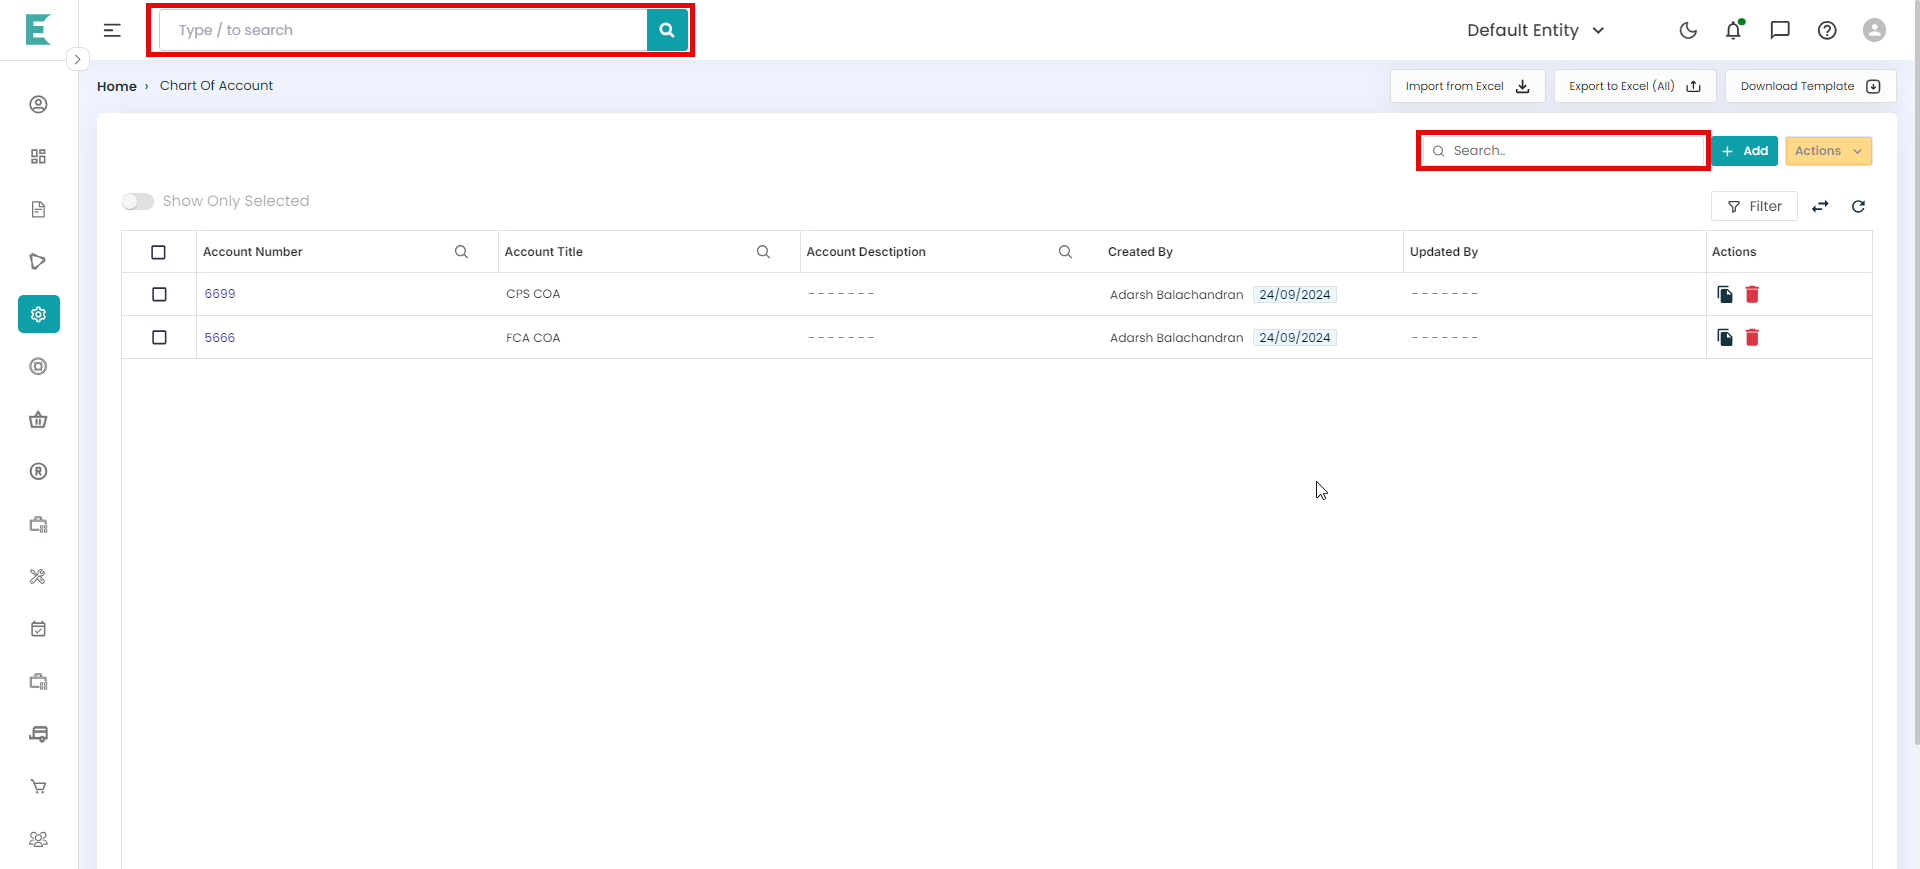 Type / to search
Default Entity
Home › Chart Of Account
Import from Excel
Export to Excel (All)
Download Template
Search..
+ Add
Actions
Show Only Selected
Filter
Account Number
Account Title
Account Desctiption
Created By
Updated By
Actions
6699
CPS COA
- - - - - - -
Adarsh Balachandran 24/09/2024
- - - - - - -
5666
FCA COA
- - - - - - -
Adarsh Balachandran 24/09/2024
- - - - - - -